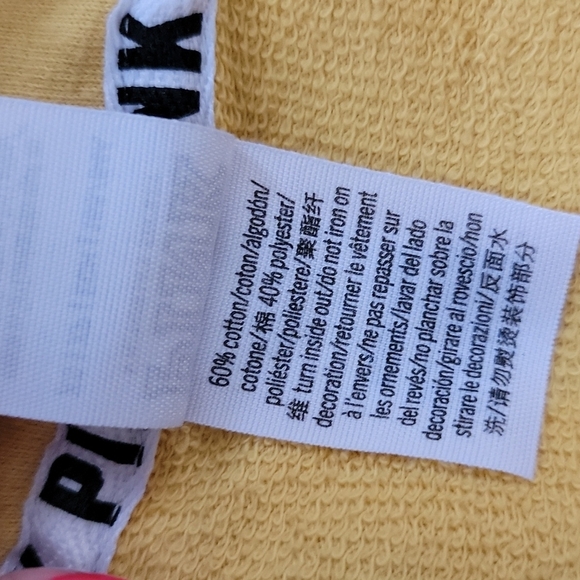 NK
60% cotton/coton/algodón/
cotone/棉 40% polyester/
poliéster/poliestere/聚酯纤
维 turn inside out/do not iron on
decoration/retourner le vêtement
à l'envers/ne pas repasser sur
les ornements/lavar del lado
del revés/no planchar sobre la
decoración/girare al rovescio/non
stirare le decorazioni/反面水
洗/请勿熨烫装饰部分
PI